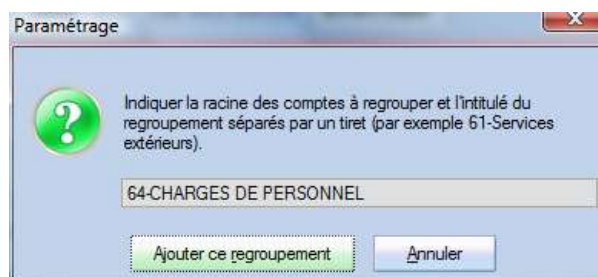 Paramétrage
X
?
Indiquer la racine des comptes à regrouper et l'intitulé du
regroupement séparés par un tiret (par exemple 61-Services
extérieurs).
64-CHARGES DE PERSONNEL
Ajouter ce regroupement
Annuler